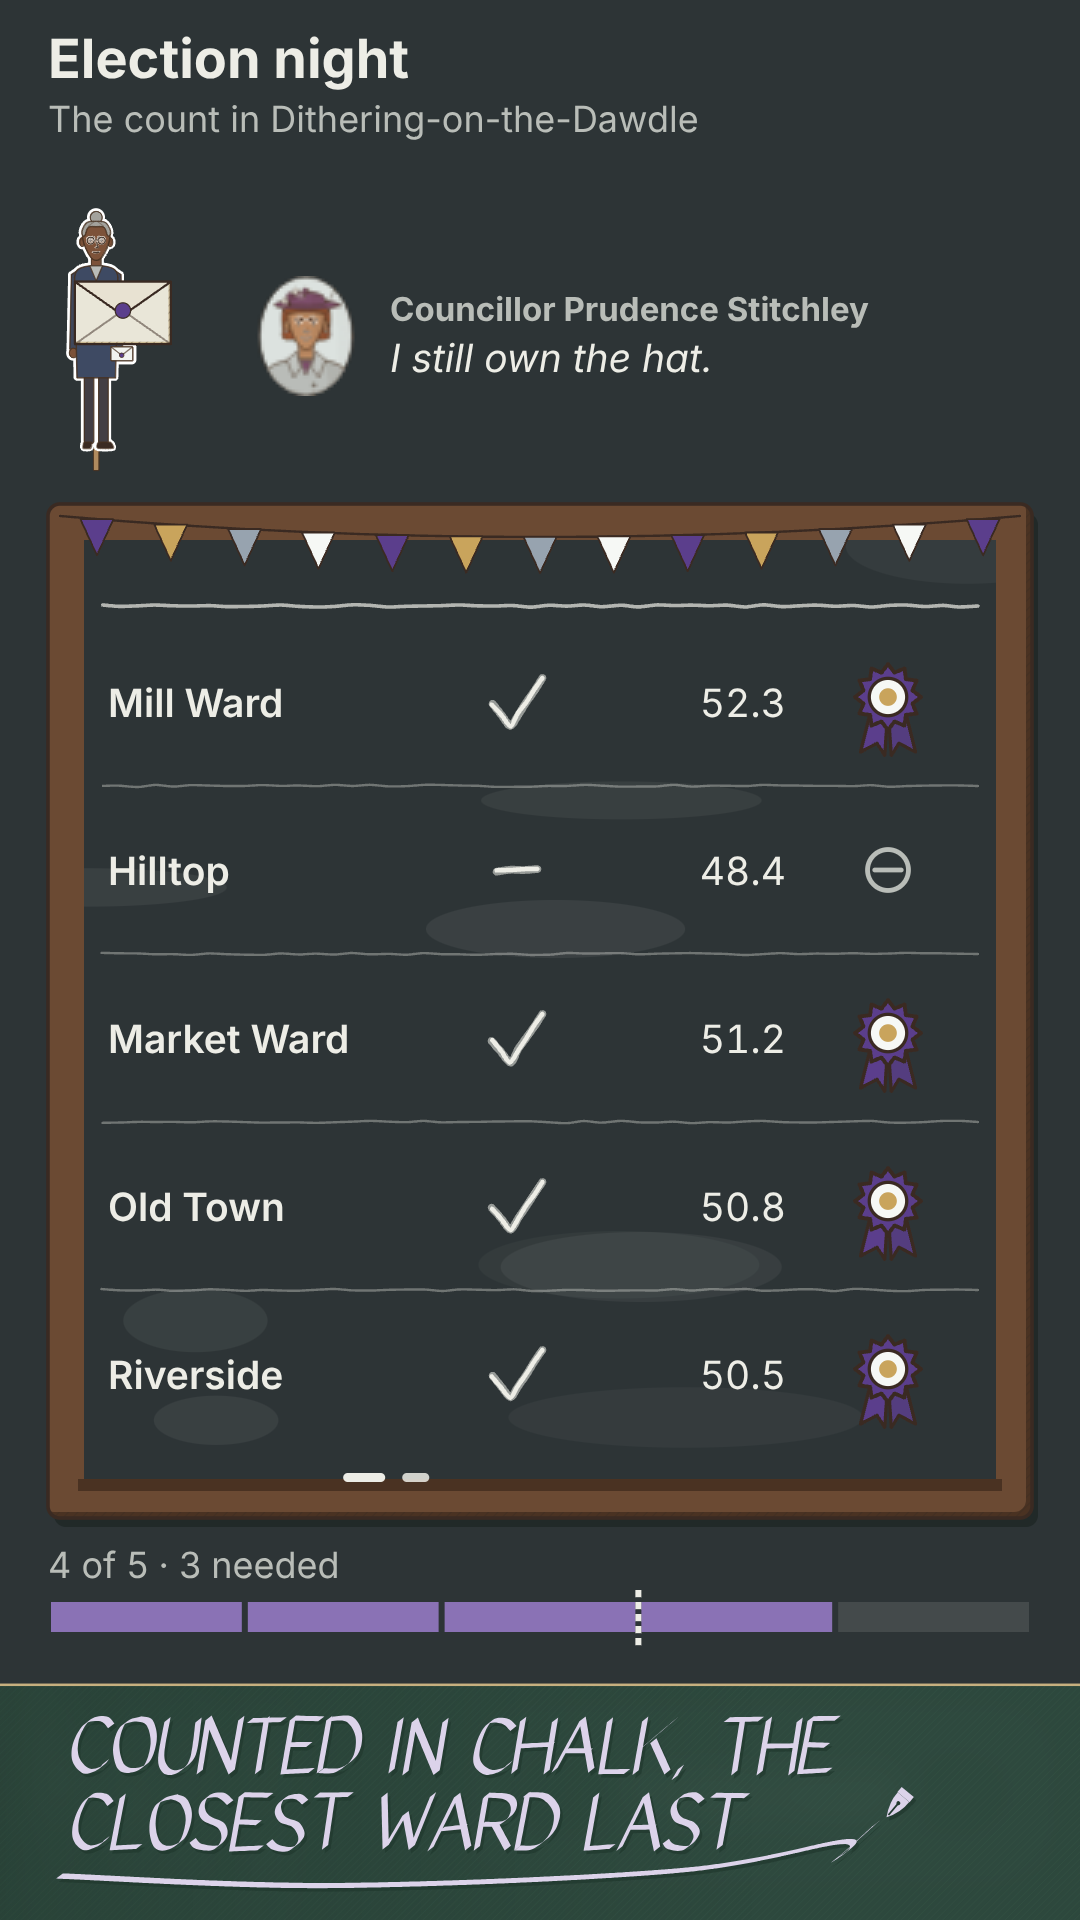 Election night
The count in Dithering-on-the-Dawdle
Councillor Prudence Stitchley
I still own the hat.
Mill Ward 52.3
Hilltop 48.4
Market Ward 51.2
Old Town 50.8
Riverside 50.5
4 of 5 · 3 needed
COUNTED IN CHALK, THE
CLOSEST WARD LAST